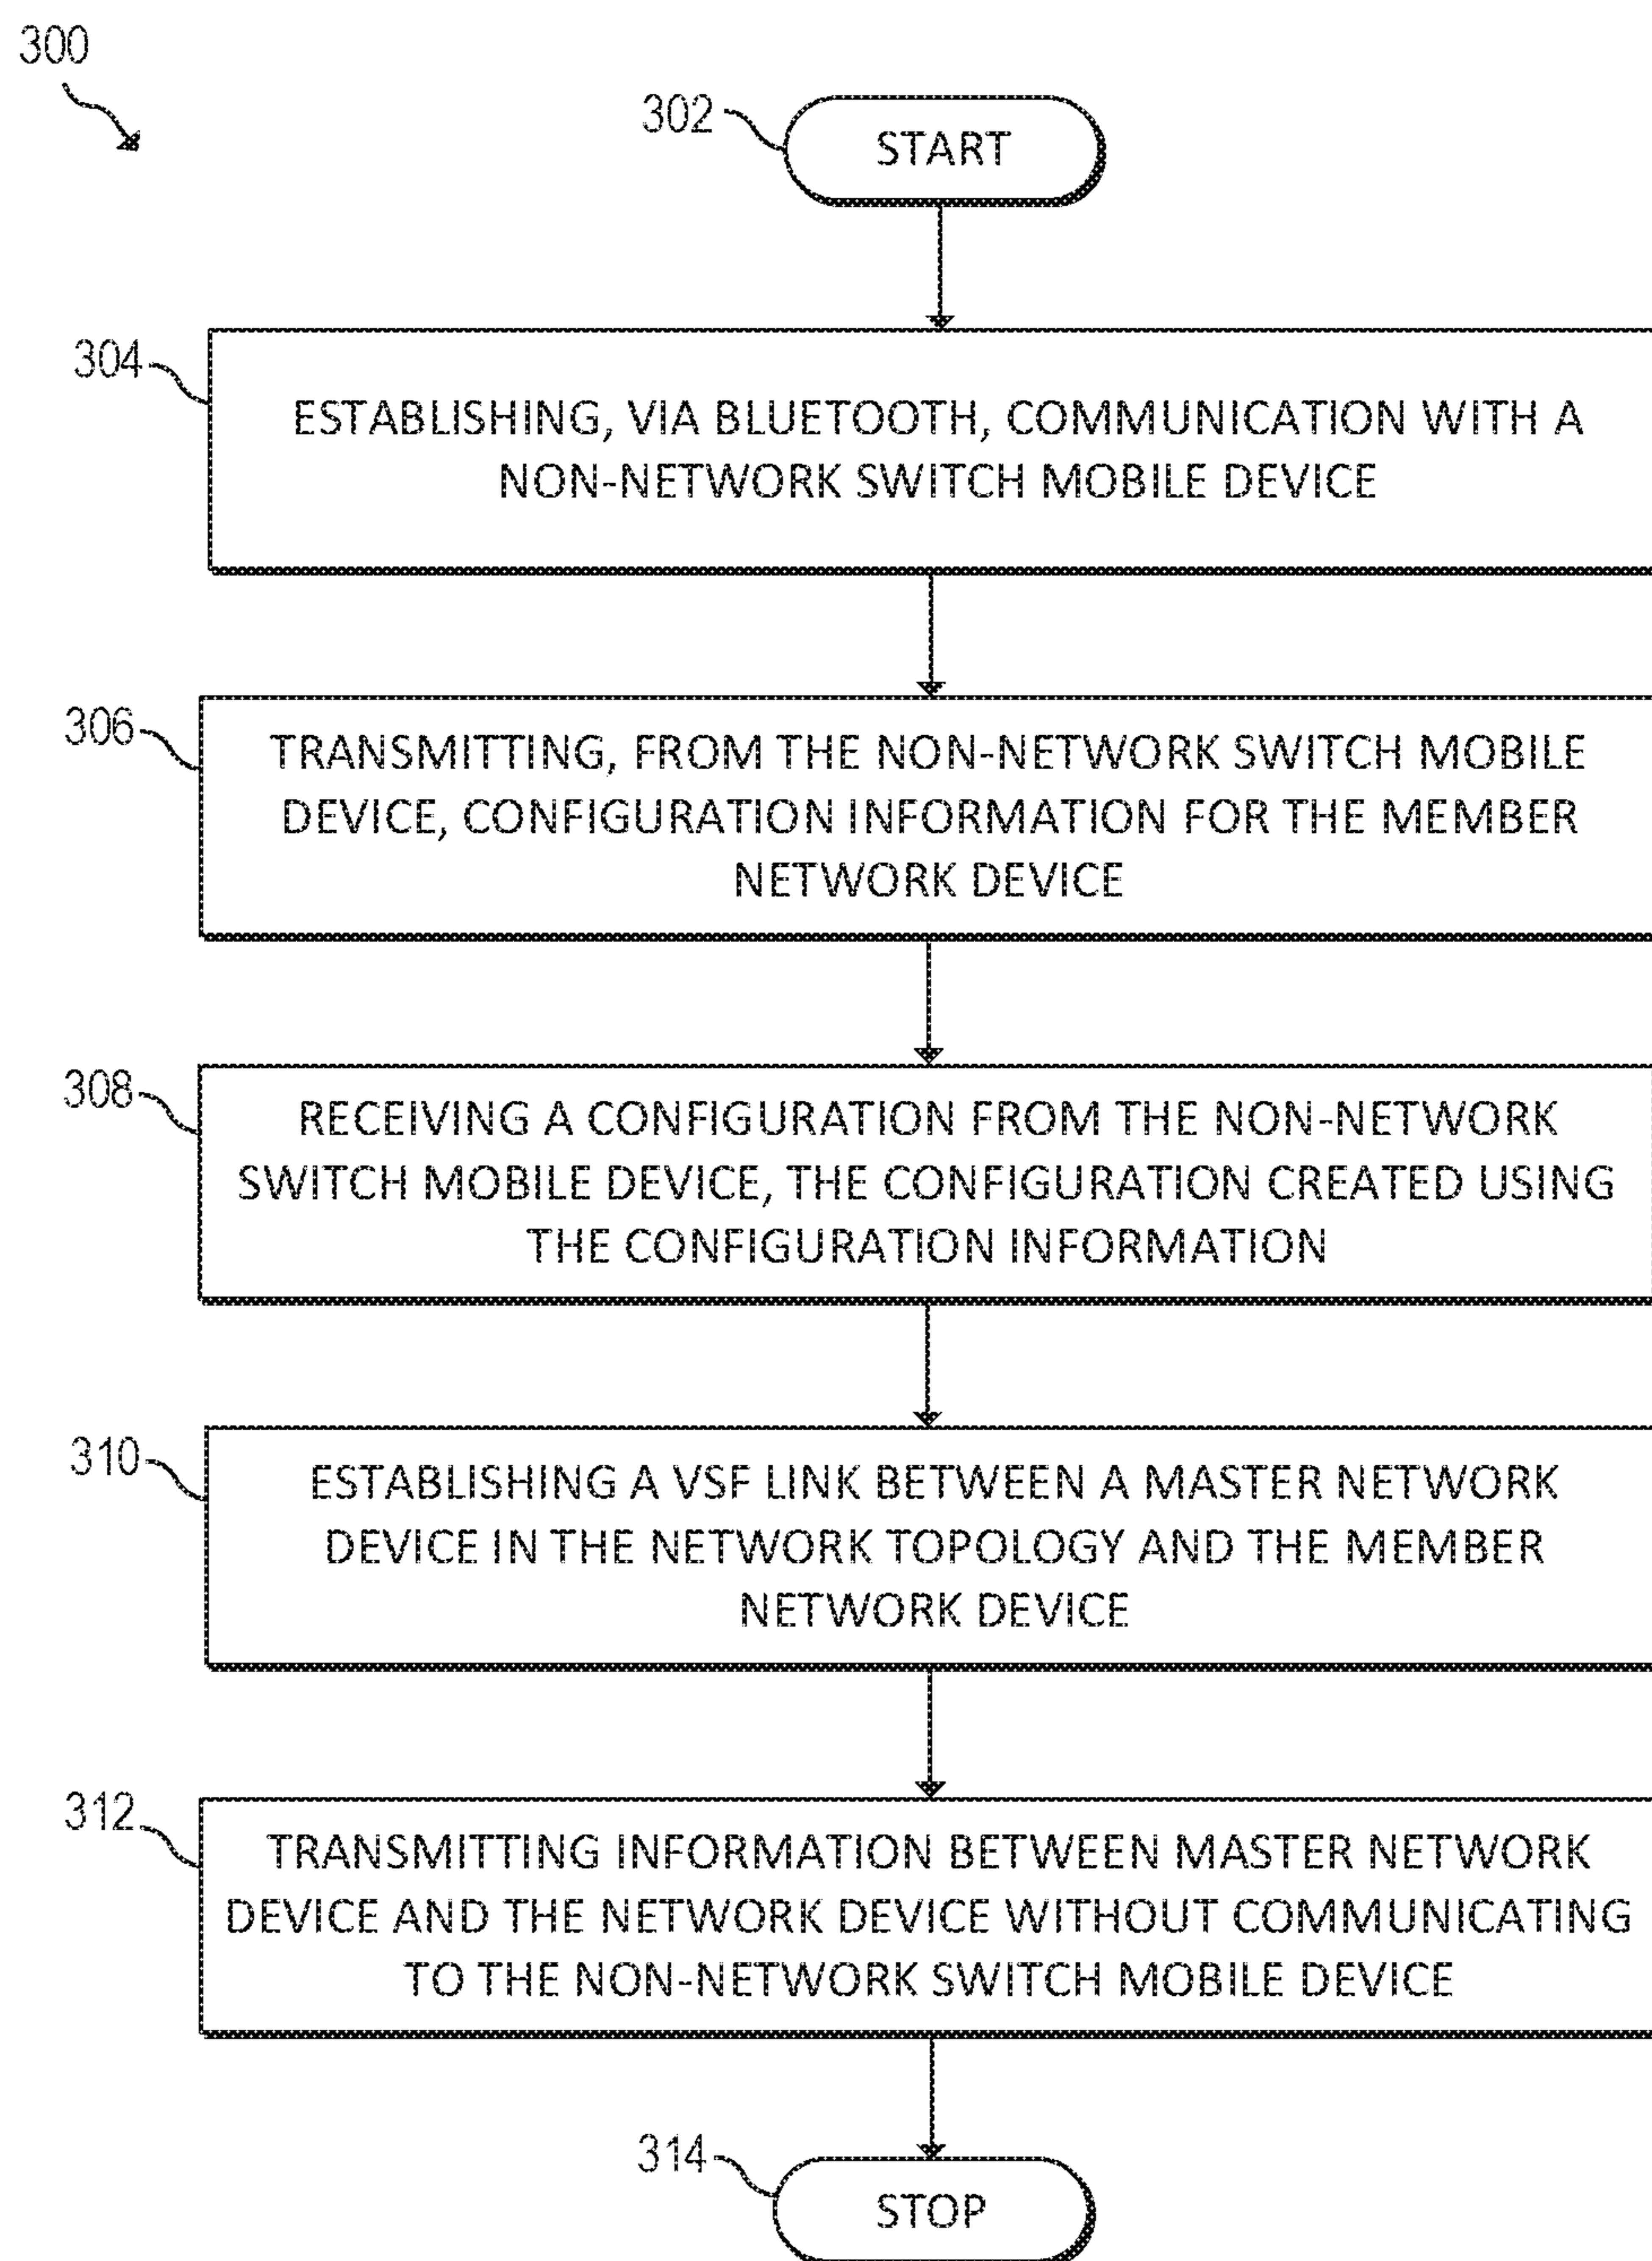 300
302
START
304
ESTABLISHING, VIA BLUETOOTH, COMMUNICATION WITH A
NON-NETWORK SWITCH MOBILE DEVICE
306
TRANSMITTING, FROM THE NON-NETWORK SWITCH MOBILE
DEVICE, CONFIGURATION INFORMATION FOR THE MEMBER
NETWORK DEVICE
308
RECEIVING A CONFIGURATION FROM THE NON-NETWORK
SWITCH MOBILE DEVICE, THE CONFIGURATION CREATED USING
THE CONFIGURATION INFORMATION
310
ESTABLISHING A VSF LINK BETWEEN A MASTER NETWORK
DEVICE IN THE NETWORK TOPOLOGY AND THE MEMBER
NETWORK DEVICE
312
TRANSMITTING INFORMATION BETWEEN MASTER NETWORK
DEVICE AND THE NETWORK DEVICE WITHOUT COMMUNICATING
TO THE NON-NETWORK SWITCH MOBILE DEVICE
314
STOP